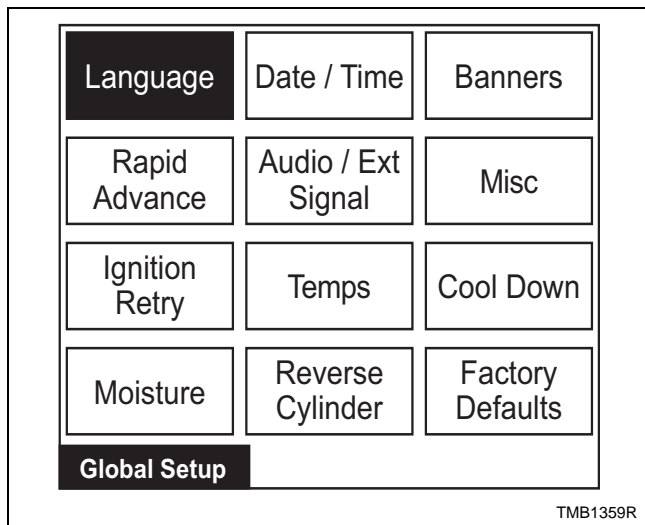 Language
Date / Time
Banners
Rapid
Advance
Audio / Ext
Signal
Misc
Ignition
Retry
Temps
Cool Down
Moisture
Reverse
Cylinder
Factory
Defaults
Global Setup
TMB1359R